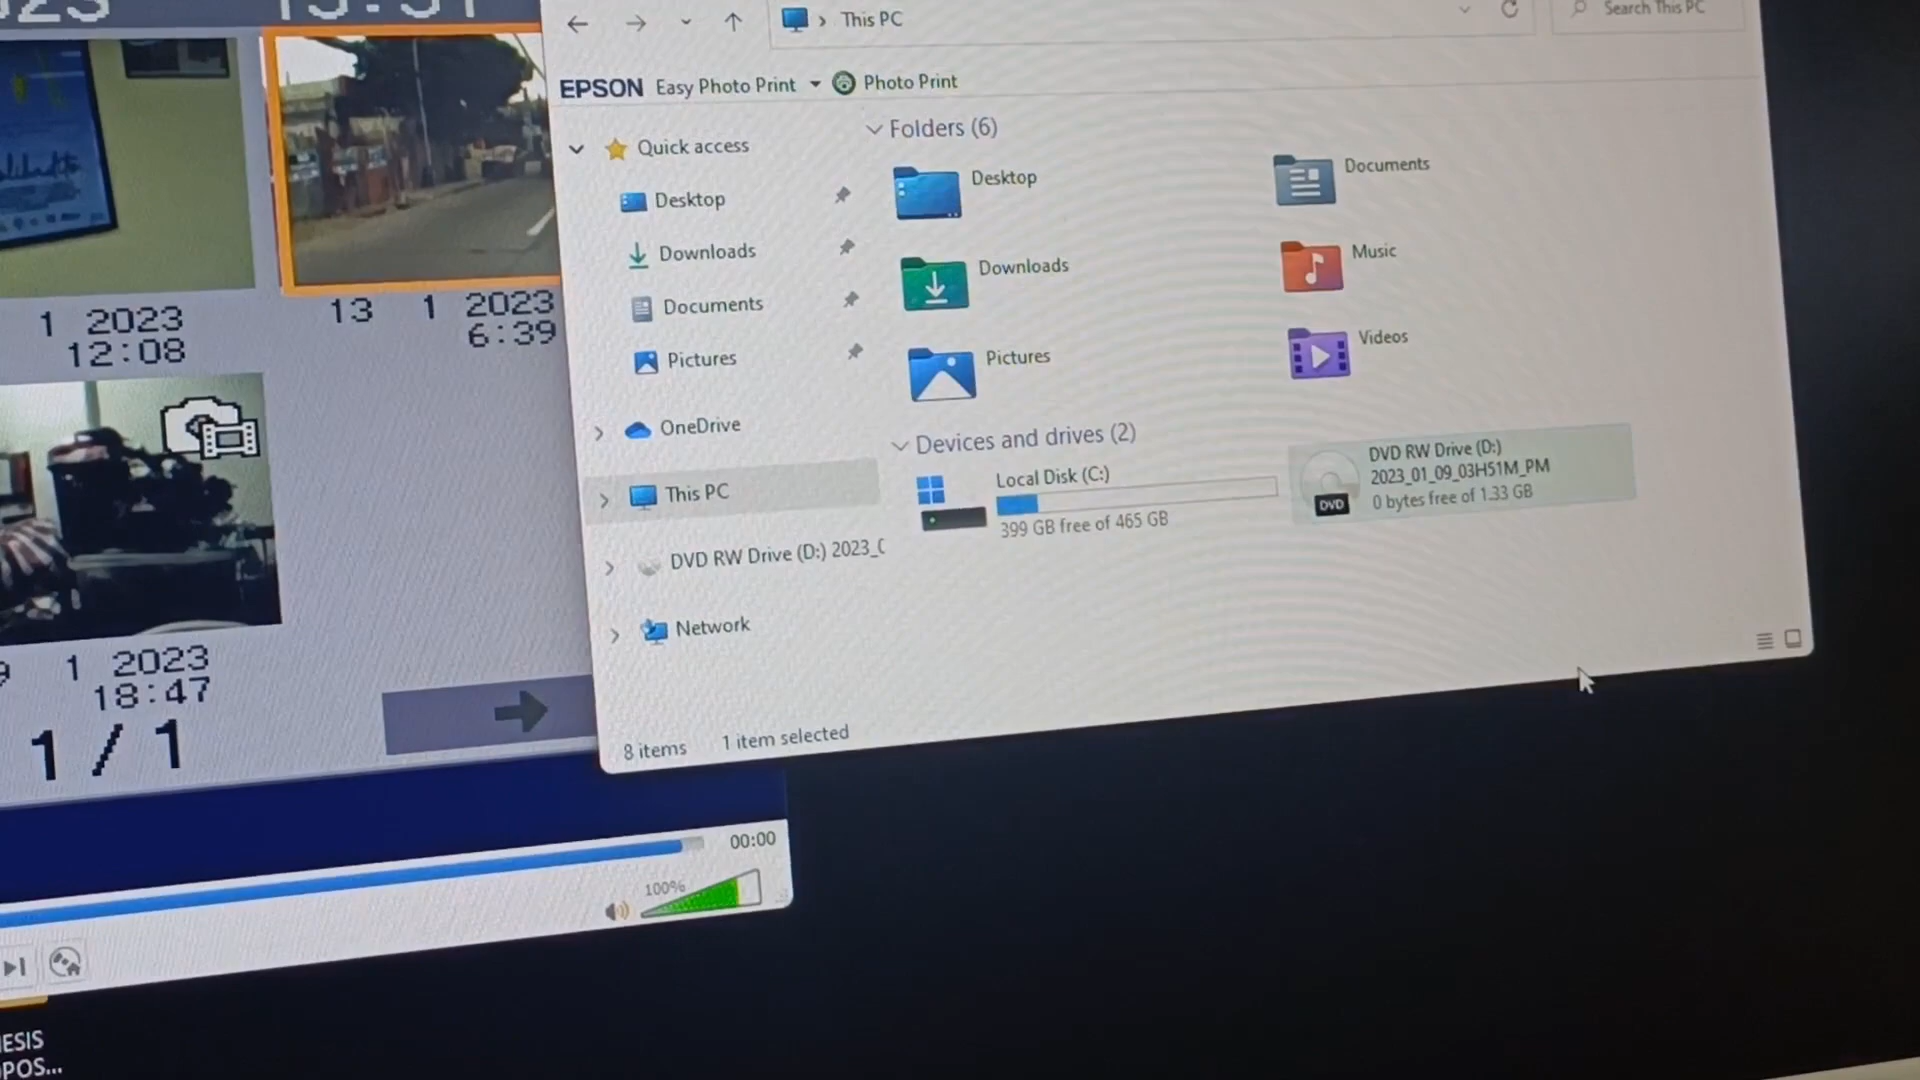 This PC
Search This PC
EPSON Easy Photo Print
Photo Print
Quick access
Desktop
Downloads
Documents
Pictures
OneDrive
This PC
DVD RW Drive (D:) 2023_
Network
Folders (6)
Desktop
Documents
Downloads
Music
Pictures
Videos
Devices and drives (2)
Local Disk (C:)
399 GB free of 465 GB
DVD RW Drive (D:)
2023_01_09_03H51M_PM
DVD
0 bytes free of 1.33 GB
8 items
1 item selected
1 2023
12:08
13 1 2023
6:39
1 2023
18:47
1/1
00:00
100%
ESIS
POS...